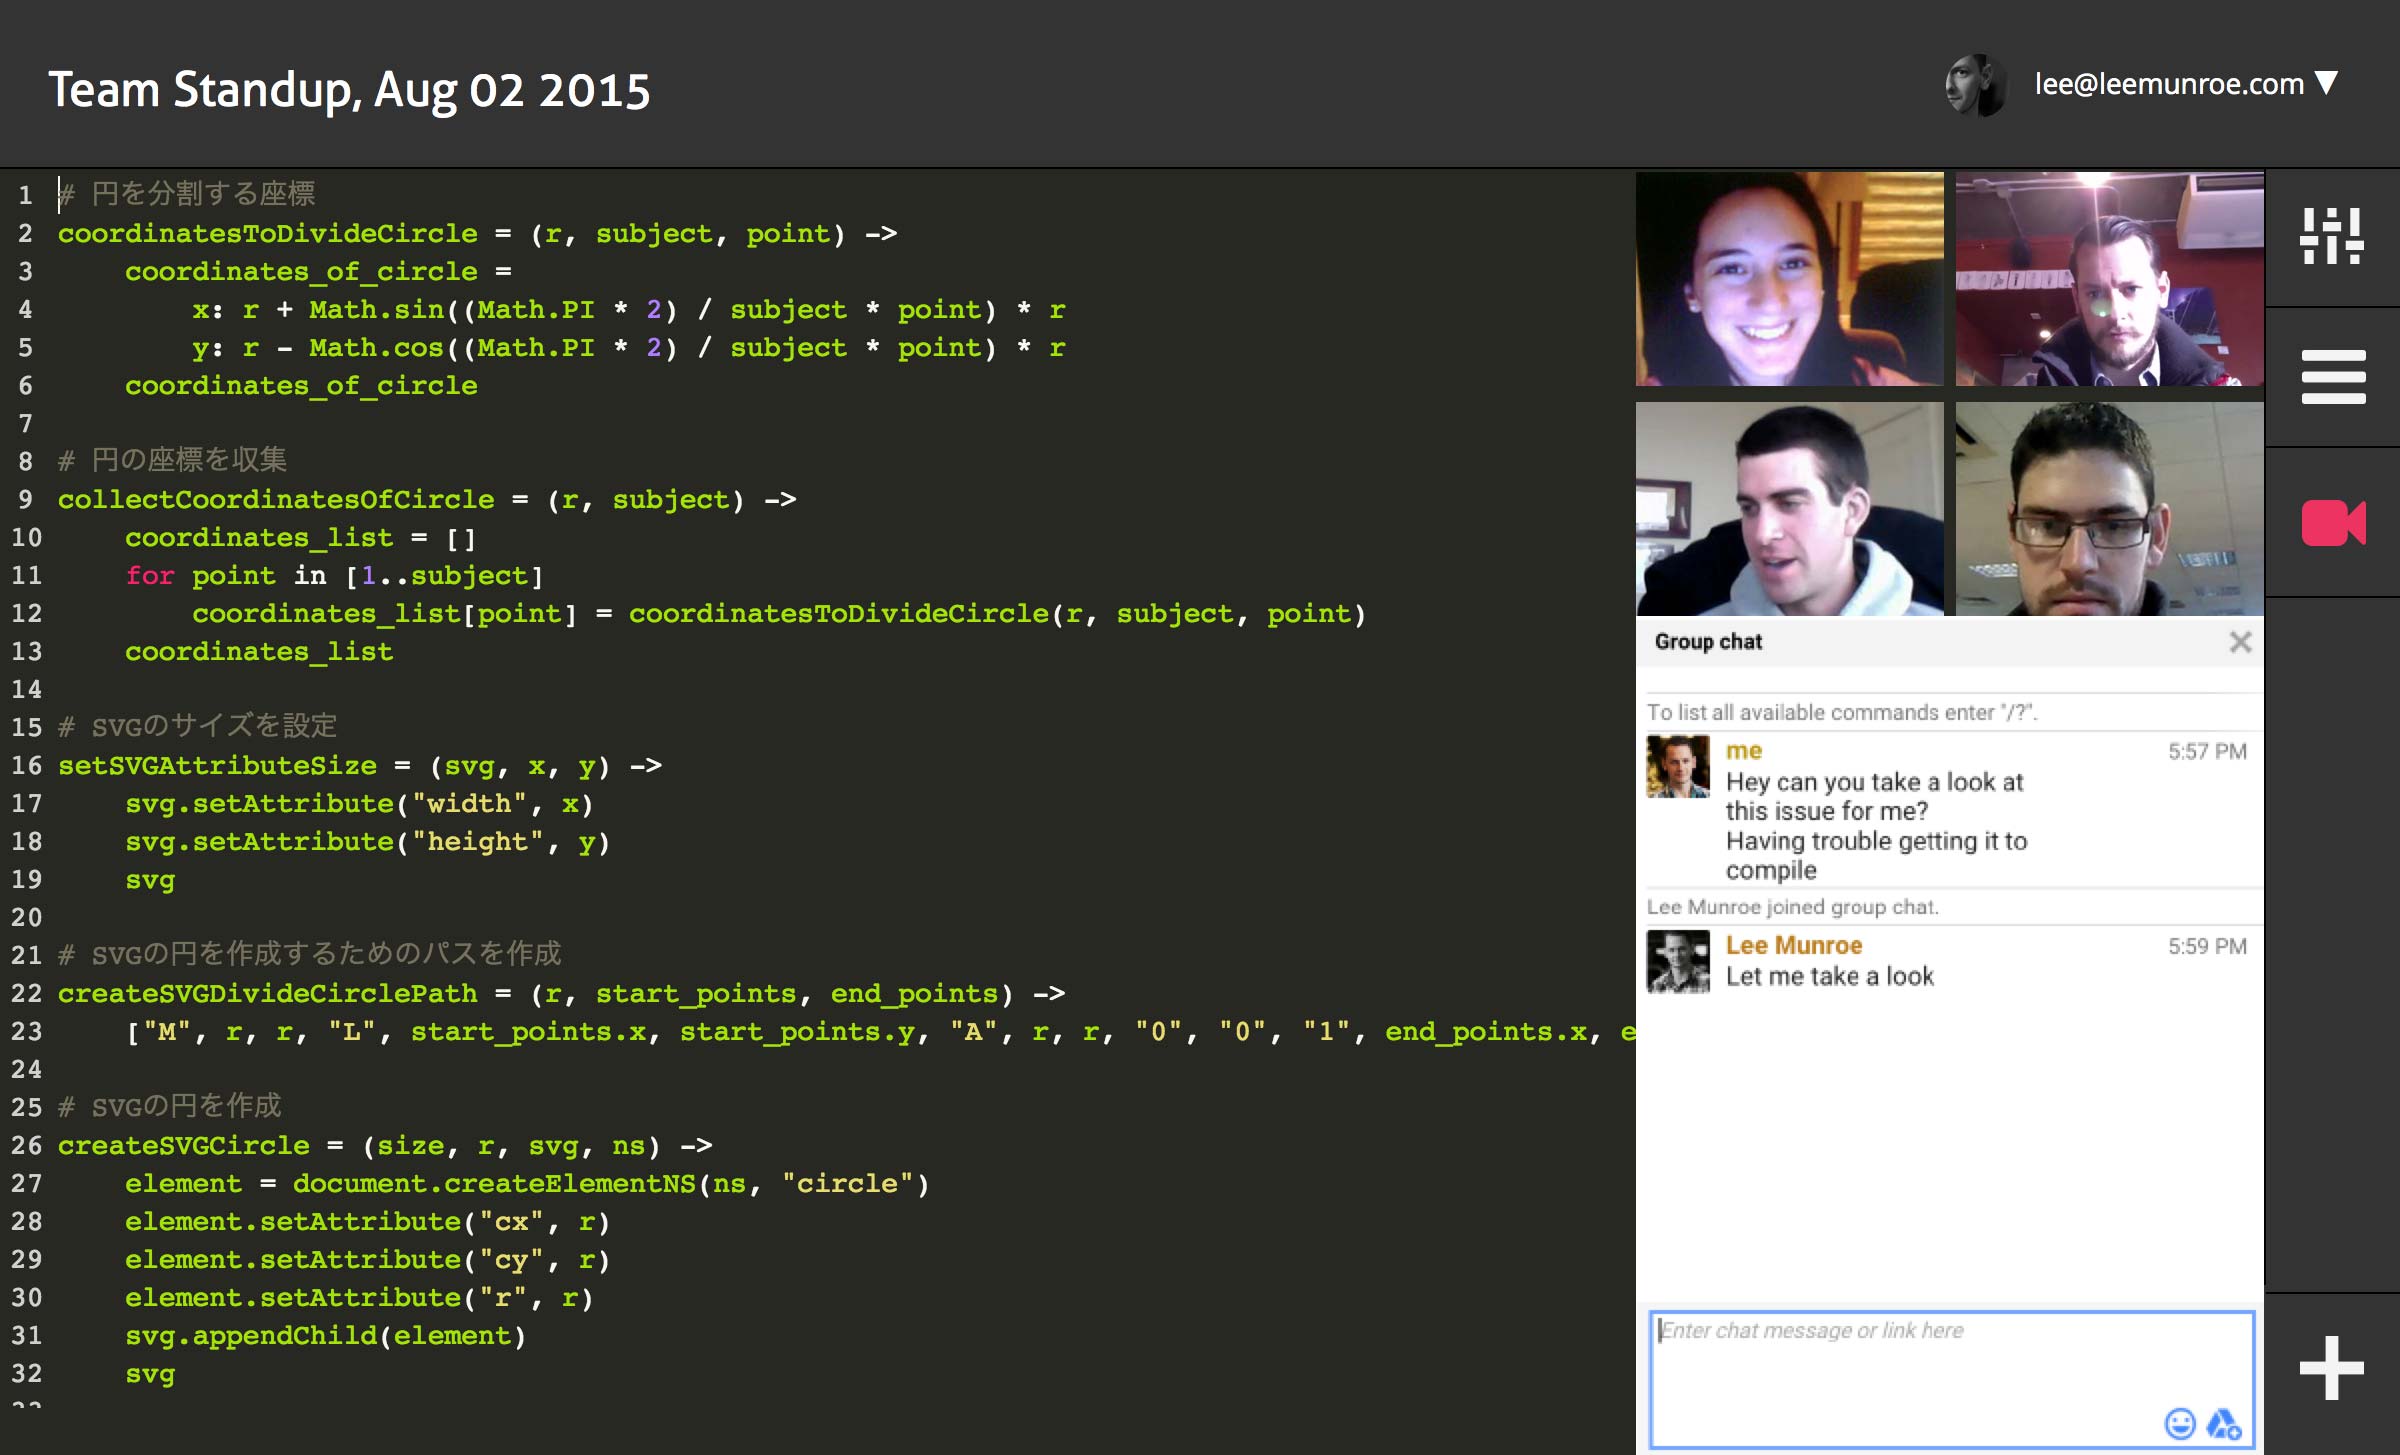 Team Standup, Aug 02 2015
lee@leemunroe.com ▼
1 # 円を分割する座標
2 coordinatesToDivideCircle = (r, subject, point) ->
3     coordinates_of_circle =
4         x: r + Math.sin((Math.PI * 2) / subject * point) * r
5         y: r - Math.cos((Math.PI * 2) / subject * point) * r
6     coordinates_of_circle
7
8 # 円の座標を収集
9 collectCoordinatesOfCircle = (r, subject) ->
10     coordinates_list = []
11     for point in [1..subject]
12         coordinates_list[point] = coordinatesToDivideCircle(r, subject, point)
13     coordinates_list
14
15 # SVGのサイズを設定
16 setSVGAttributeSize = (svg, x, y) ->
17     svg.setAttribute("width", x)
18     svg.setAttribute("height", y)
19     svg
20
21 # SVGの円を作成するためのパスを作成
22 createSVGDivideCirclePath = (r, start_points, end_points) ->
23     ["M", r, r, "L", start_points.x, start_points.y, "A", r, r, "0", "0", "1", end_points.x, e
24
25 # SVGの円を作成
26 createSVGCircle = (size, r, svg, ns) ->
27     element = document.createElementNS(ns, "circle")
28     element.setAttribute("cx", r)
29     element.setAttribute("cy", r)
30     element.setAttribute("r", r)
31     svg.appendChild(element)
32     svg
Group chat
To list all available commands enter "/?".
me 5:57 PM
Hey can you take a look at
this issue for me?
Having trouble getting it to
compile
Lee Munroe joined group chat.
Lee Munroe 5:59 PM
Let me take a look
Enter chat message or link here